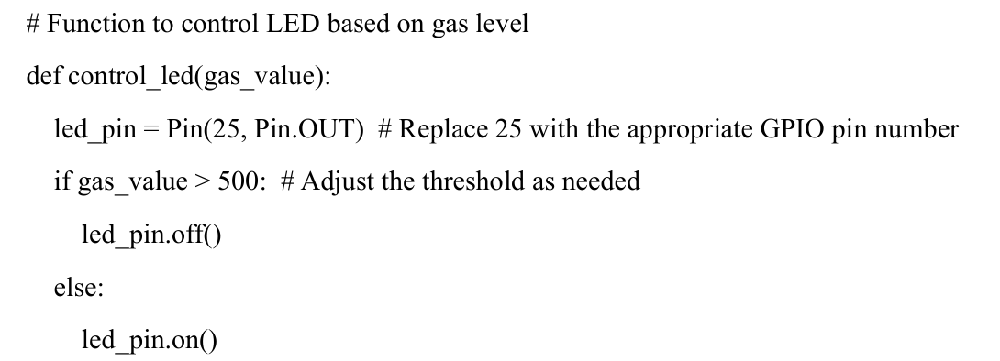 # Function to control LED based on gas level
def control_led(gas_value):
led_pin = Pin(25, Pin.OUT)  # Replace 25 with the appropriate GPIO pin number
if gas_value > 500:  # Adjust the threshold as needed
led_pin.off()
else:
led_pin.on()